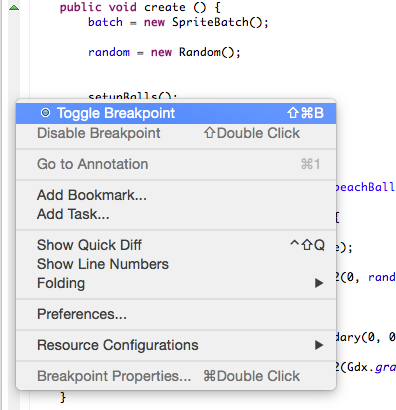 public void create () {
batch = new SpriteBatch();
random = new Random();
setupBalls();
Toggle Breakpoint ⇧⌘B
Disable Breakpoint ⇧Double Click
Go to Annotation ⌘1
Add Bookmark...
Add Task...
Show Quick Diff ^⇧Q
Show Line Numbers
Folding ▶
Preferences...
Resource Configurations ▶
Breakpoint Properties... ⌘Double Click
beachBall
{
e);
2(0, rand
dary(0, 0
2(Gdx.gra
}